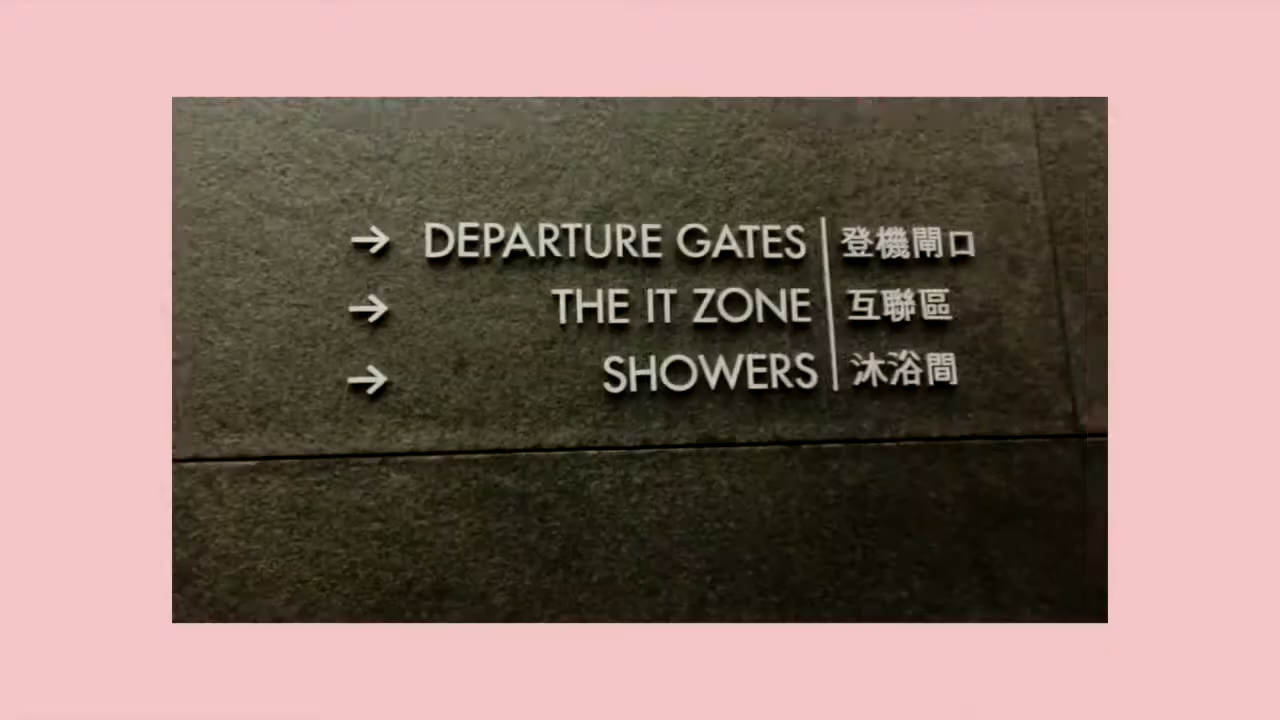 → DEPARTURE GATES | 登機閘口
→ THE IT ZONE | 互聯區
→ SHOWERS | 沐浴間